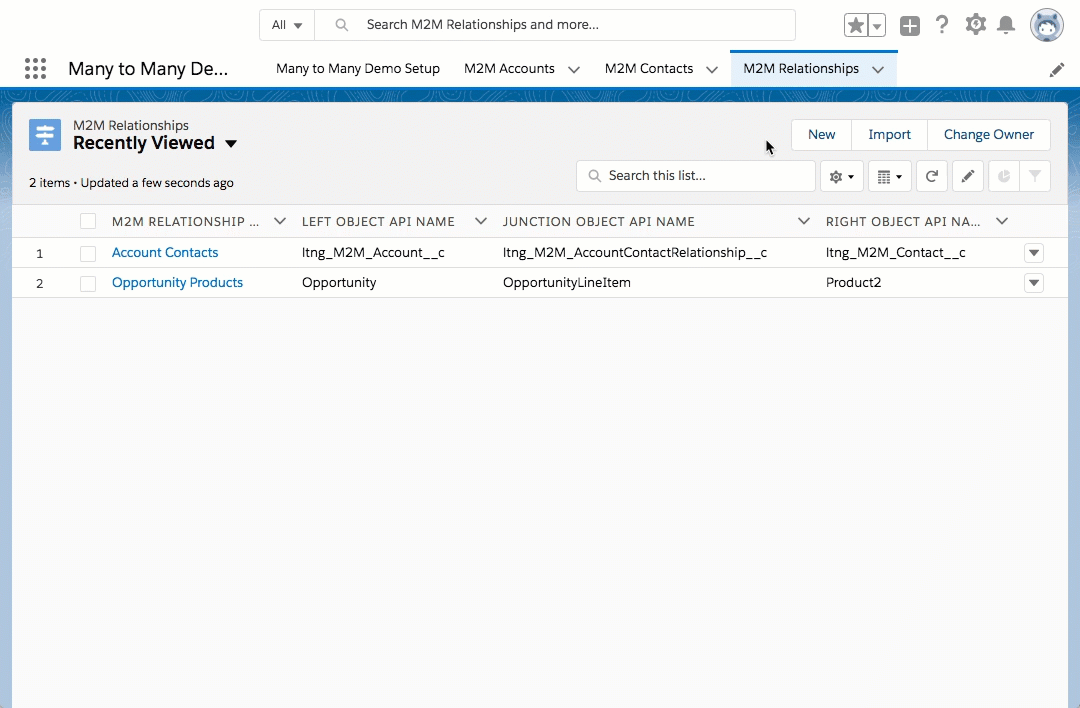 All
Search M2M Relationships and more...
Many to Many De...
Many to Many Demo Setup
M2M Accounts
M2M Contacts
M2M Relationships
M2M Relationships
Recently Viewed
New
Import
Change Owner
2 items • Updated a few seconds ago
Search this list...
M2M RELATIONSHIP ...
LEFT OBJECT API NAME
JUNCTION OBJECT API NAME
RIGHT OBJECT API NA...
1
Account Contacts
ltng_M2M_Account__c
ltng_M2M_AccountContactRelationship__c
ltng_M2M_Contact__c
2
Opportunity Products
Opportunity
OpportunityLineItem
Product2